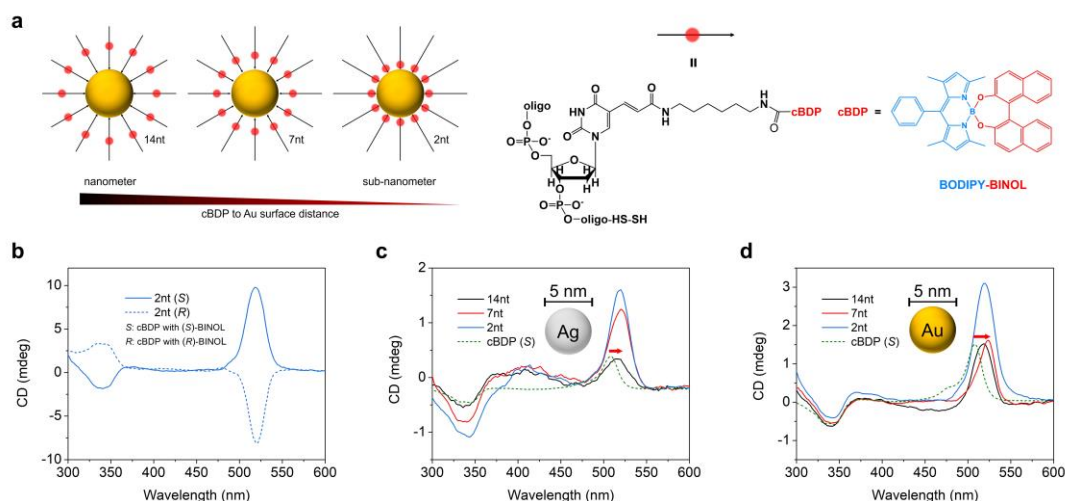 a
14nt
7nt
2nt
nanometer
sub-nanometer
cBDP to Au surface distance
II
oligo
O
O=P-O⁻
O
HN
O
N
O
O
N
H
H
N
O
cBDP
O
H
H
H
H
O
O=P-O⁻
O—oligo-HS-SH
cBDP =
N
B
N
O
O
BODIPY-BINOL
b
CD (mdeg)
10
5
0
-5
-10
2nt (S)
2nt (R)
S: cBDP with (S)-BINOL
R: cBDP with (R)-BINOL
300 350 400 450 500 550 600
Wavelength (nm)
c
CD (mdeg)
2
1
0
-1
14nt
7nt
2nt
cBDP (S)
5 nm
Ag
300 350 400 450 500 550 600
Wavelength (nm)
d
CD (mdeg)
3
2
1
0
-1
14nt
7nt
2nt
cBDP (S)
5 nm
Au
300 350 400 450 500 550 600
Wavelength (nm)